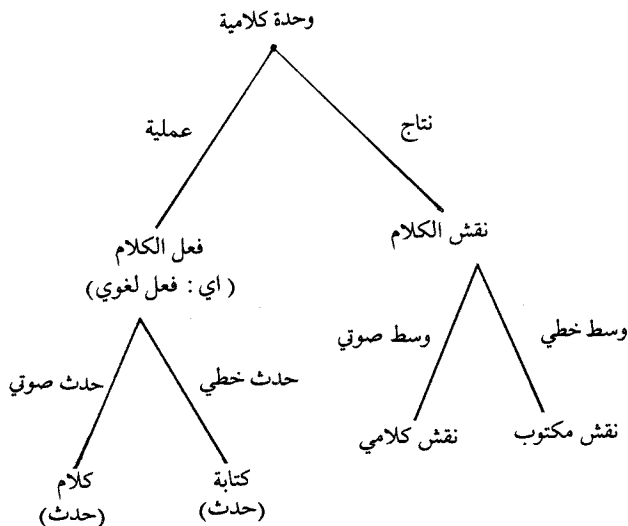 وحدة كلامية
نتاج
عملية
نقش الكلام
فعل الكلام
(اي : فعل لغوي)
وسط خطي
وسط صوتي
حدث خطي
حدث صوتي
نقش مكتوب
نقش كلامي
كتابة
(حدث)
كلام
(حدث)